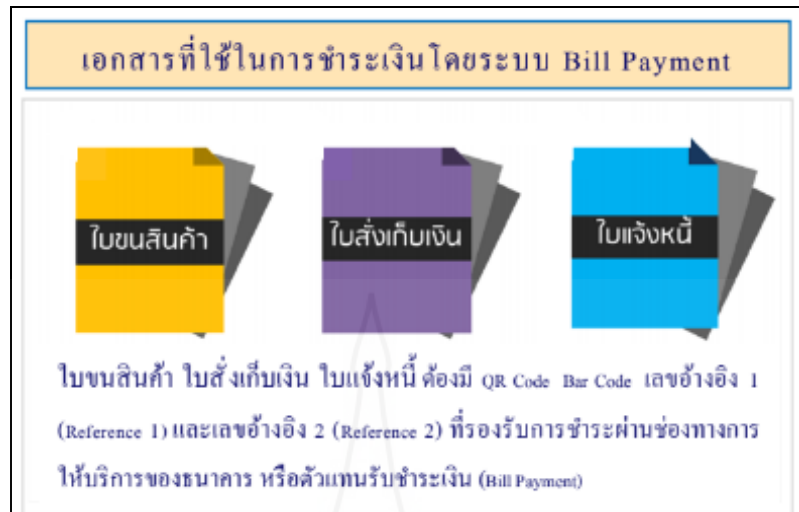 เอกสารที่ใช้ในการชำระเงินโดยระบบ Bill Payment
ใบขนสินค้า
ใบสั่งเก็บเงิน
ใบแจ้งหนี้
ใบขนสินค้า ใบสั่งเก็บเงิน ใบแจ้งหนี้ ต้องมี QR Code Bar Code เลขอ้างอิง 1
(Reference 1) และเลขอ้างอิง 2 (Reference 2) ที่รองรับการชำระผ่านช่องทางการ
ให้บริการของธนาคาร หรือตัวแทนรับชำระเงิน (Bill Payment)